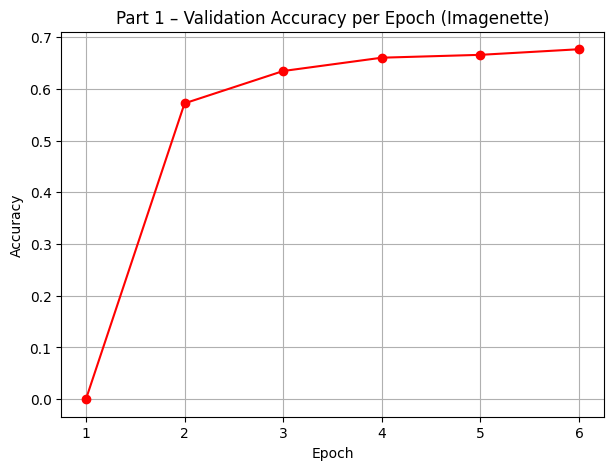 Part 1 – Validation Accuracy per Epoch (Imagenette)
0.7
0.6
0.5
0.4
0.3
0.2
0.1
0.0
Accuracy
1 2 3 4 5 6
Epoch